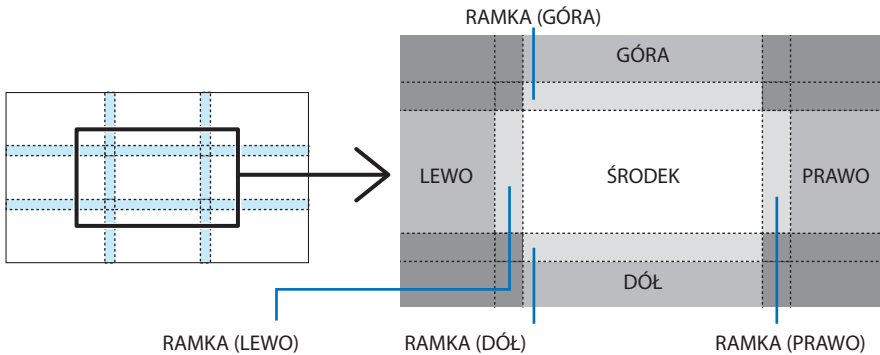 RAMKA (GÓRA)
GÓRA
LEWO
ŚRODEK
PRAWO
DÓŁ
RAMKA (LEWO)
RAMKA (DÓŁ)
RAMKA (PRAWO)